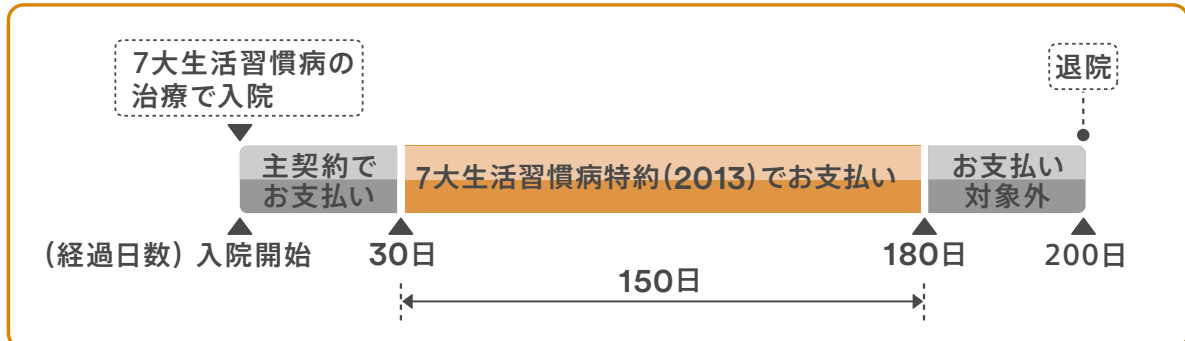 7大生活習慣病の
治療で入院
退院
主契約で
お支払い
7大生活習慣病特約(2013)でお支払い
お支払い
対象外
(経過日数) 入院開始
30日
180日
200日
150日